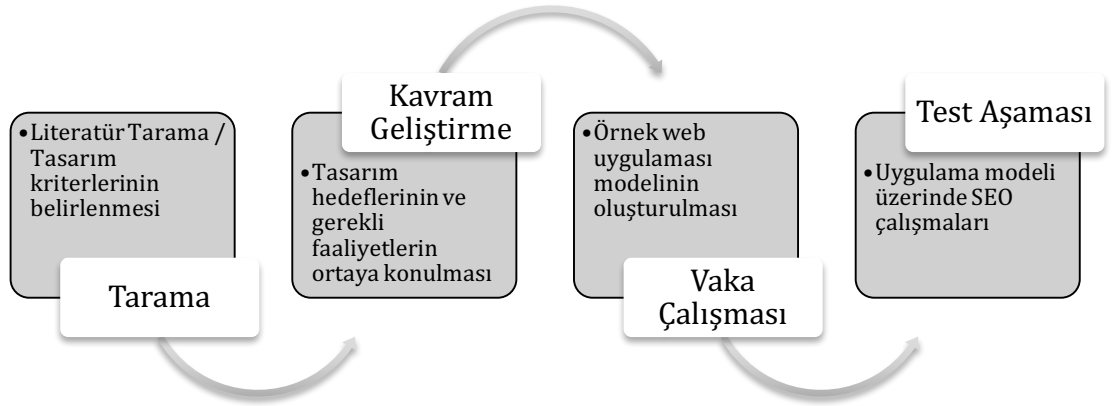 •Literatür Tarama /
Tasarım
kriterlerinin
belirlenmesi
Tarama
Kavram
Geliştirme
•Tasarım
hedeflerinin ve
gerekli
faaliyetlerin
ortaya konulması
•Örnek web
uygulaması
modelinin
oluşturulması
Vaka
Çalışması
Test Aşaması
•Uygulama modeli
üzerinde SEO
çalışmaları